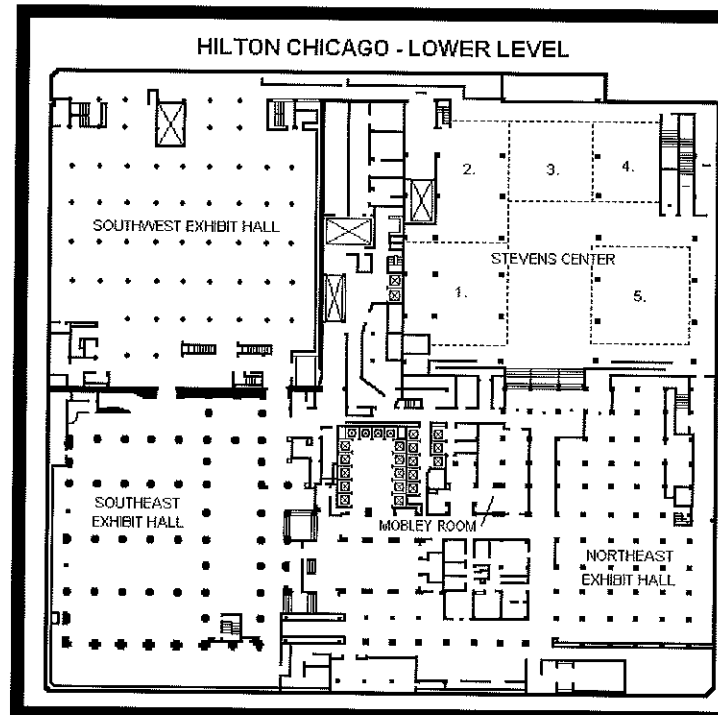 HILTON CHICAGO - LOWER LEVEL
2.
3.
4.
SOUTHWEST EXHIBIT HALL
STEVENS CENTER
1.
5.
SOUTHEAST
EXHIBIT HALL
MOBLEY ROOM
NORTHEAST
EXHIBIT HALL